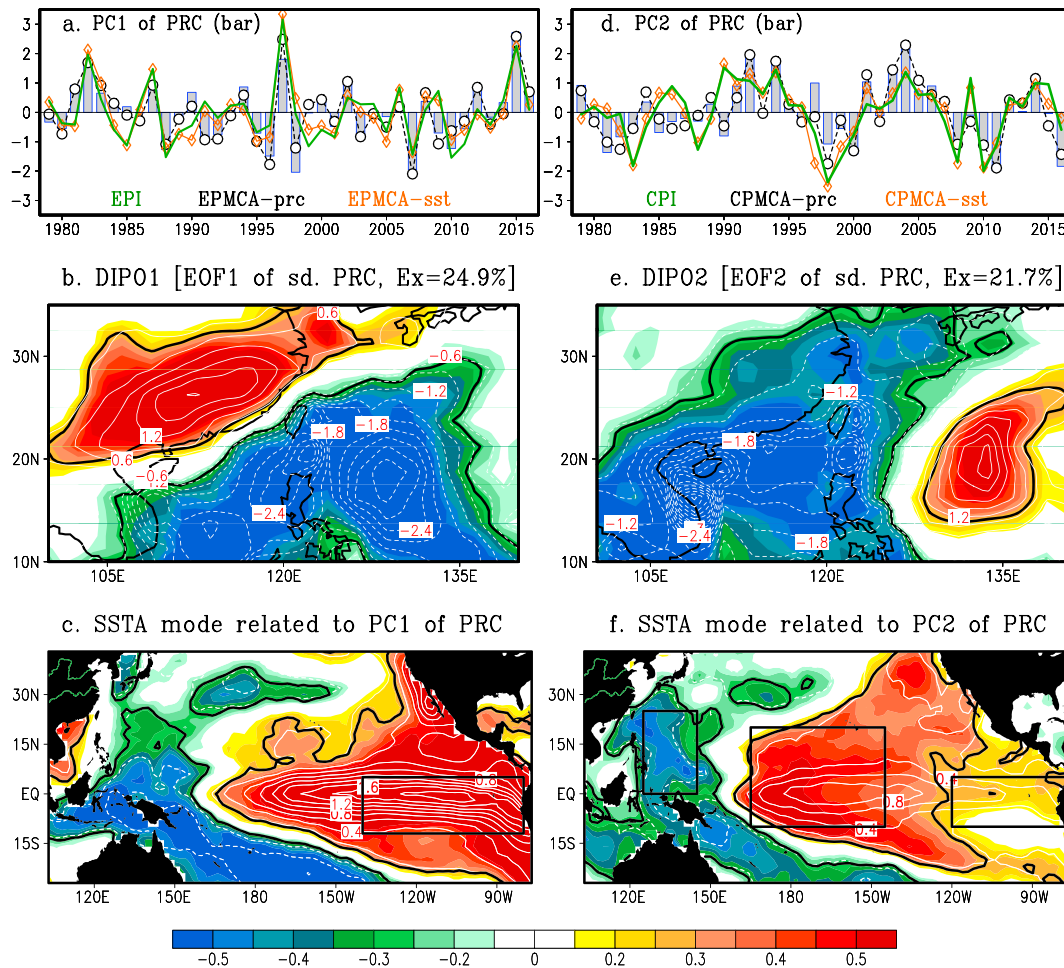 a. PC1 of PRC (bar)
3
2
1
0
−1
−2
−3
EPI EPMCA−prc EPMCA−sst
1980 1985 1990 1995 2000 2005 2010 2015
d. PC2 of PRC (bar)
3
2
1
0
−1
−2
−3
CPI CPMCA−prc CPMCA−sst
1980 1985 1990 1995 2000 2005 2010 2015
b. DIPO1 [EOF1 of sd. PRC, Ex=24.9%]
0.6
30N
−0.6
−1.2
1.2
−1.8
−1.8
0.6
20N
−0.6
−2.4
−2.4
10N
105E 120E 135E
e. DIPO2 [EOF2 of sd. PRC, Ex=21.7%]
30N
−1.2
−1.8
20N
−1.2
−2.4
1.2
−1.8
10N
105E 120E 135E
c. SSTA mode related to PC1 of PRC
30N
15N
0.8
1.6
EQ
1.2
0.8
0.4
15S
120E 150E 180 150W 120W 90W
f. SSTA mode related to PC2 of PRC
30N
15N
0.4
EQ
0.8
0.4
15S
120E 150E 180 150W 120W 90W
−0.5 −0.4 −0.3 −0.2 0 0.2 0.3 0.4 0.5